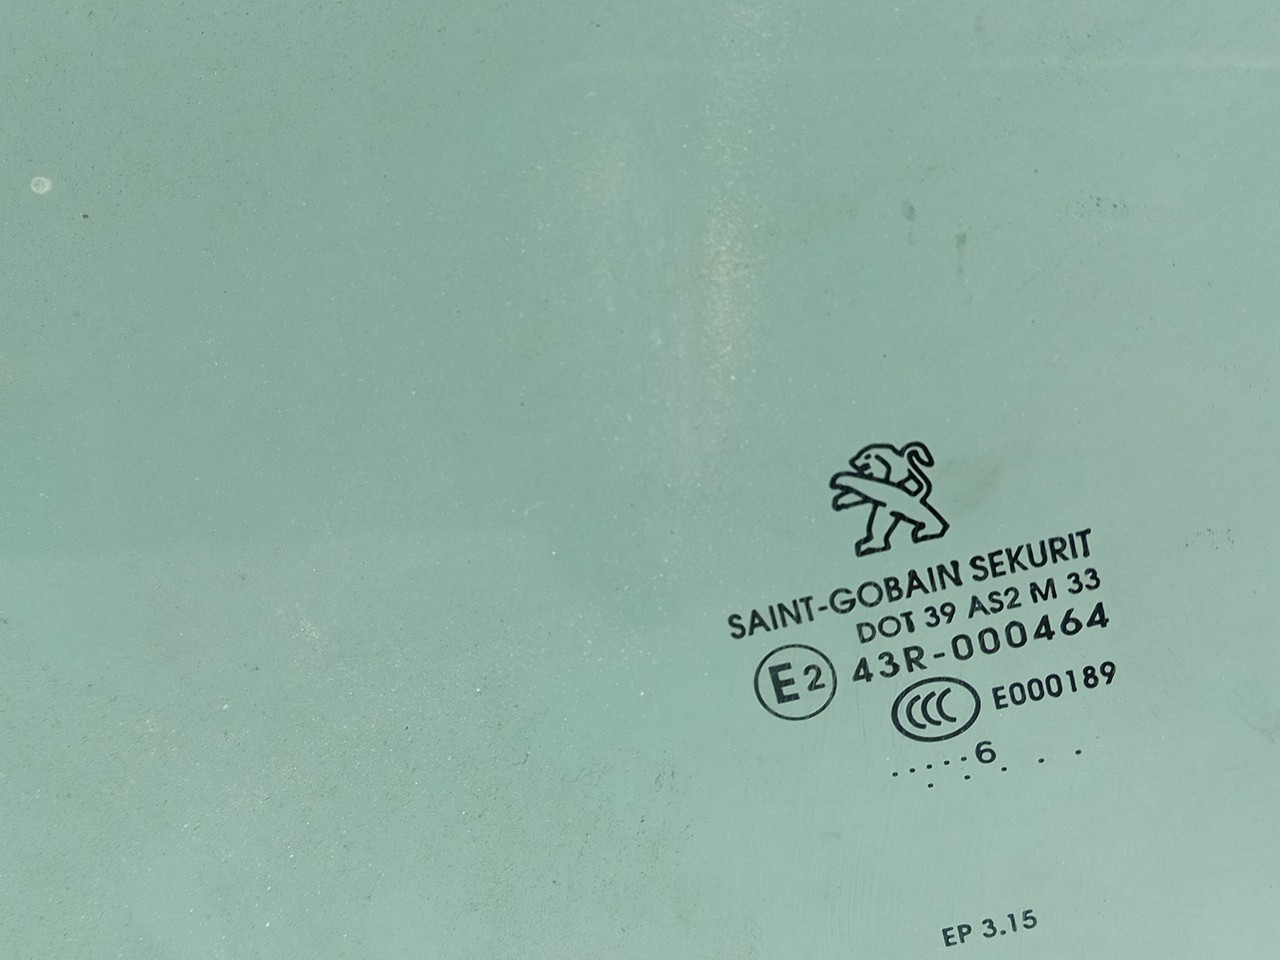 SAINT-GOBAIN SEKURIT
DOT 39 AS2 M 33
E2 43R-000464
CCC E000189
.....6
EP 3.15